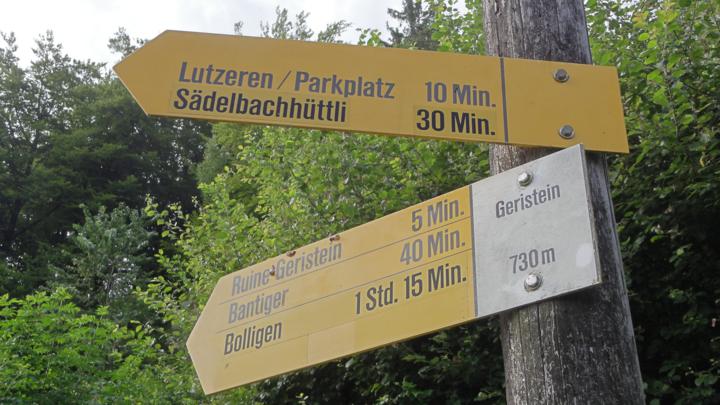 Lutzeren / Parkplatz 10 Min.
Sädelbachhüttli 30 Min.
Ruine Geristein 5 Min.
Bantiger 40 Min.
Bolligen 1 Std. 15 Min.
Geristein
730 m